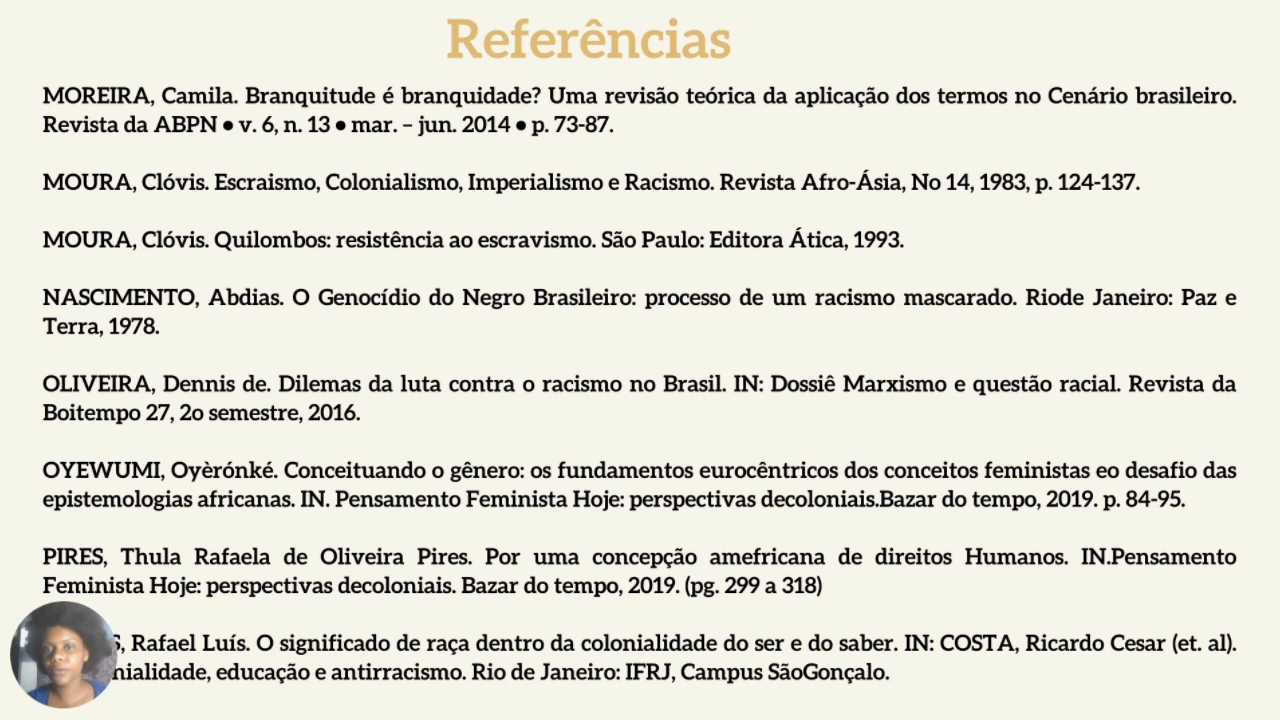 Referências
MOREIRA, Camila. Branquitude é branquidade? Uma revisão teórica da aplicação dos termos no Cenário brasileiro.
Revista da ABPN ● v. 6, n. 13 ● mar. – jun. 2014 ● p. 73-87.
MOURA, Clóvis. Escraismo, Colonialismo, Imperialismo e Racismo. Revista Afro-Ásia, No 14, 1983, p. 124-137.
MOURA, Clóvis. Quilombos: resistência ao escravismo. São Paulo: Editora Ática, 1993.
NASCIMENTO, Abdias. O Genocídio do Negro Brasileiro: processo de um racismo mascarado. Riode Janeiro: Paz e
Terra, 1978.
OLIVEIRA, Dennis de. Dilemas da luta contra o racismo no Brasil. IN: Dossiê Marxismo e questão racial. Revista da
Boitempo 27, 2o semestre, 2016.
OYEWUMI, Oyèrónké. Conceituando o gênero: os fundamentos eurocêntricos dos conceitos feministas eo desafio das
epistemologias africanas. IN. Pensamento Feminista Hoje: perspectivas decoloniais.Bazar do tempo, 2019. p. 84-95.
PIRES, Thula Rafaela de Oliveira Pires. Por uma concepção amefricana de direitos Humanos. IN.Pensamento
Feminista Hoje: perspectivas decoloniais. Bazar do tempo, 2019. (pg. 299 a 318)
Rafael Luís. O significado de raça dentro da colonialidade do ser e do saber. IN: COSTA, Ricardo Cesar (et. al).
educação e antirracismo. Rio de Janeiro: IFRJ, Campus SãoGonçalo.